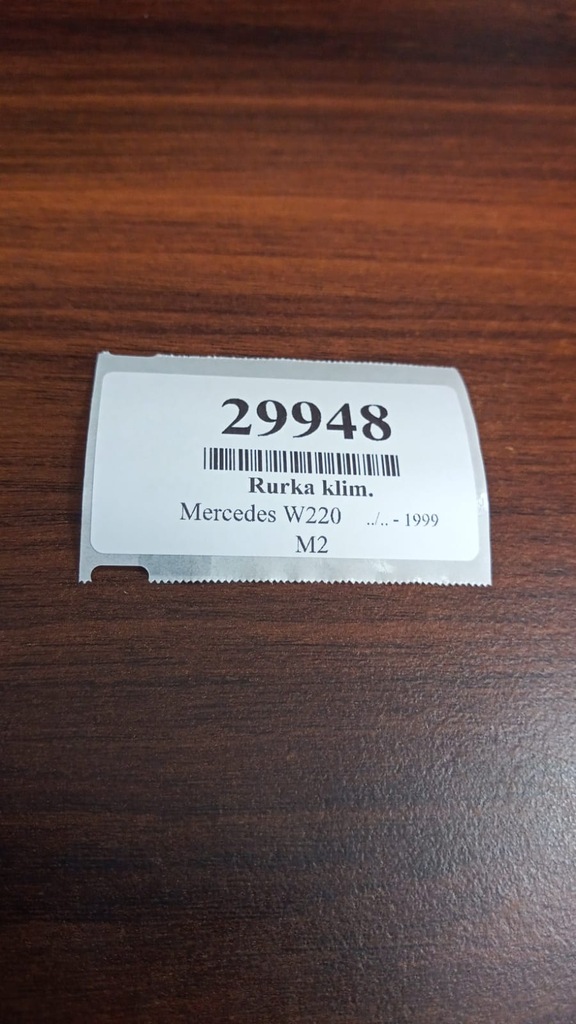 29948
Rurka klim.
Mercedes W220 ../.. - 1999
M2